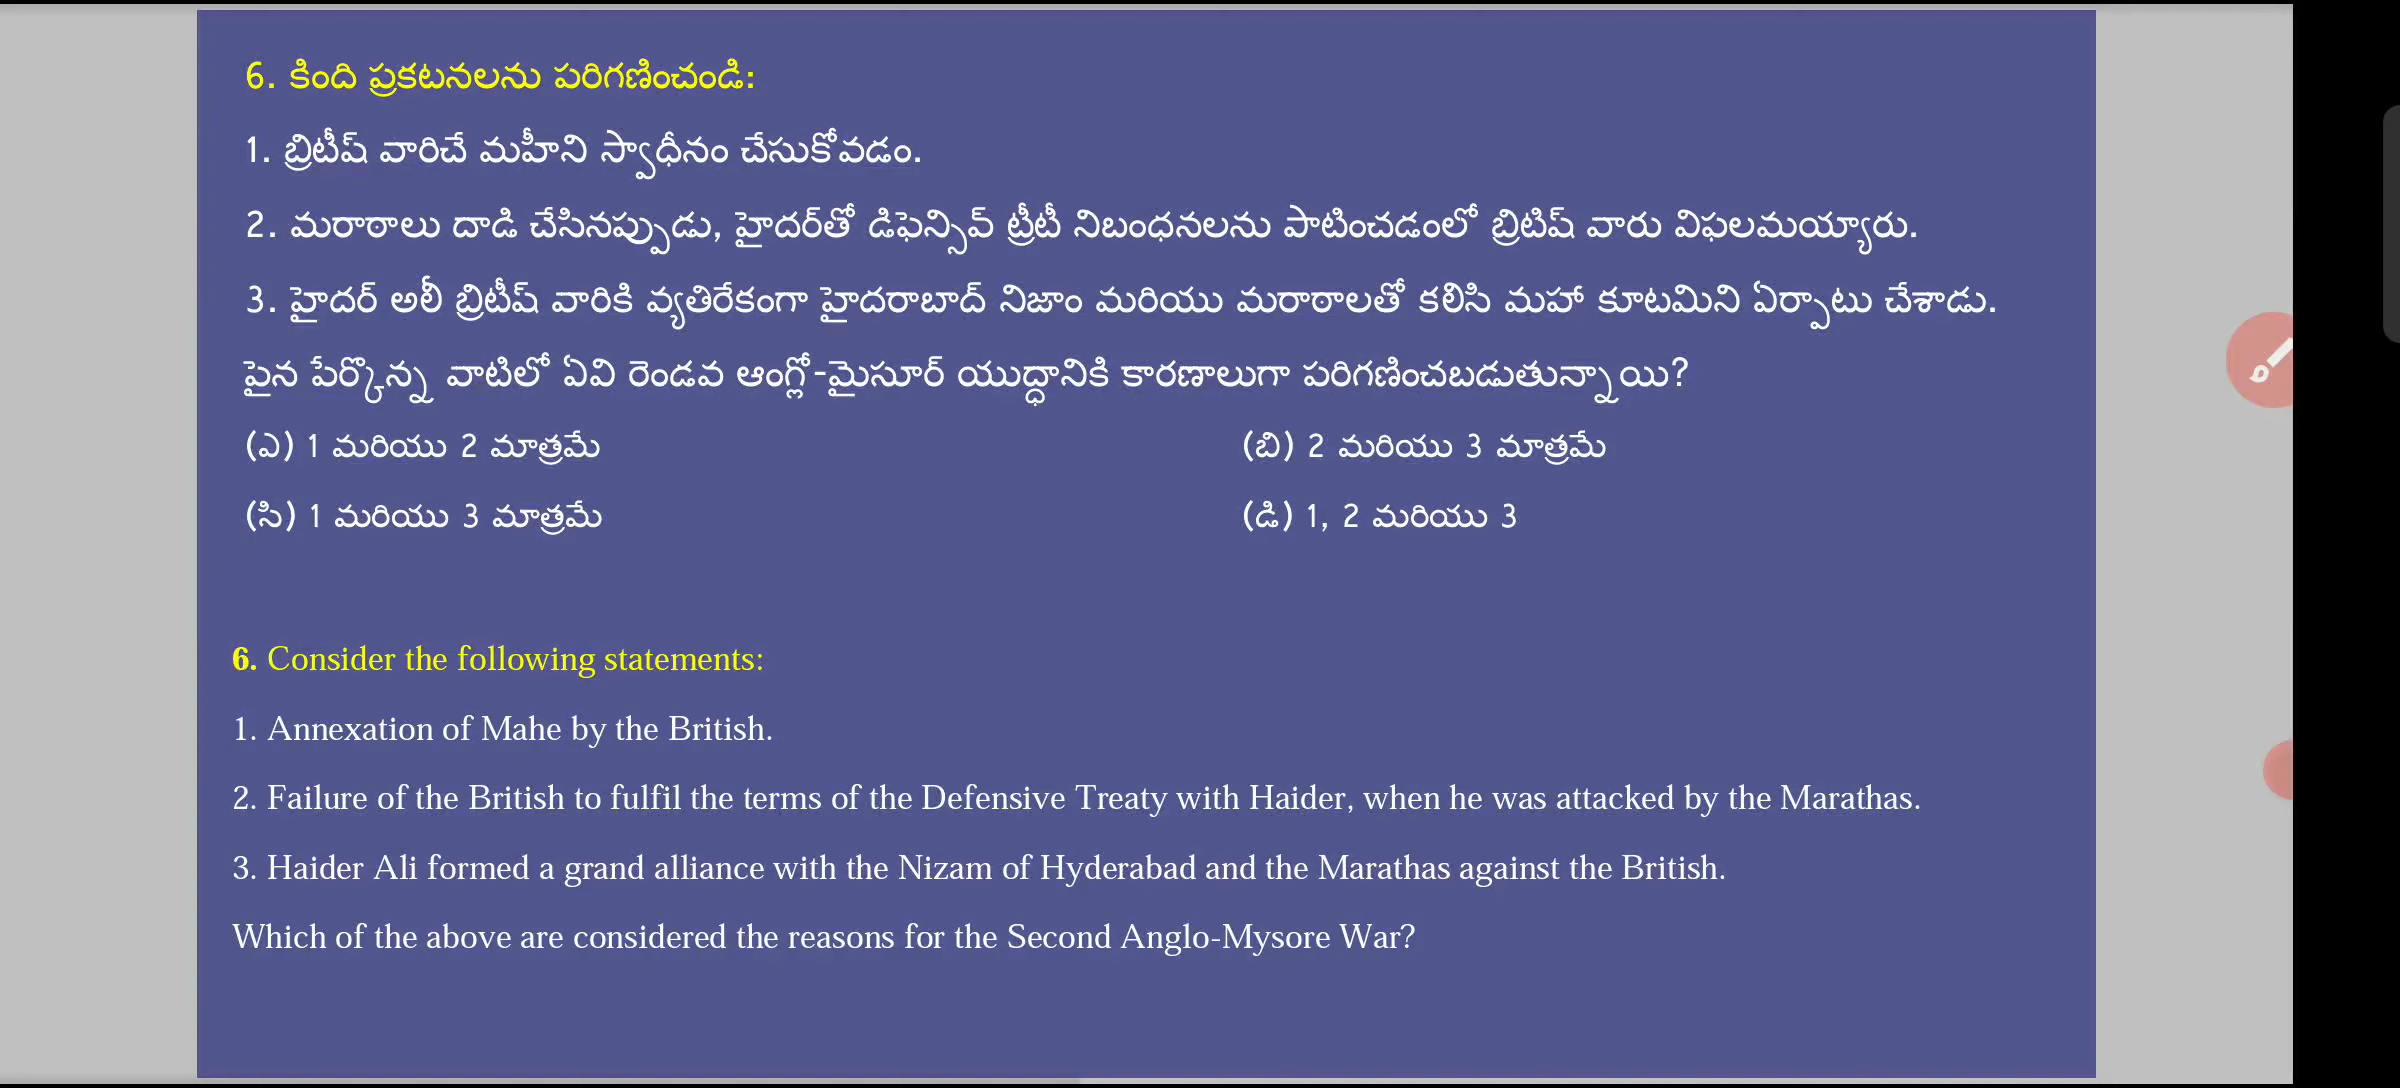 6. కింది ప్రకటనలను పరిగణించండి:
1. బ్రిటీష్ వారిచే మహీని స్వాధీనం చేసుకోవడం.
2. మరాఠాలు దాడి చేసినప్పుడు, హైదర్‌తో డిఫెన్సివ్ ట్రీటీ నిబంధనలను పాటించడంలో బ్రిటిష్ వారు విఫలమయ్యారు.
3. హైదర్ అలీ బ్రిటీష్ వారికి వ్యతిరేకంగా హైదరాబాద్ నిజాం మరియు మరాఠాలతో కలిసి మహా కూటమిని ఏర్పాటు చేశాడు.
పైన పేర్కొన్న వాటిలో ఏవి రెండవ ఆంగ్లో-మైసూర్ యుద్ధానికి కారణాలుగా పరిగణించబడుతున్నాయి?
(ఎ) 1 మరియు 2 మాత్రమే (బి) 2 మరియు 3 మాత్రమే
(సి) 1 మరియు 3 మాత్రమే (డి) 1, 2 మరియు 3
6. Consider the following statements:
1. Annexation of Mahe by the British.
2. Failure of the British to fulfil the terms of the Defensive Treaty with Haider, when he was attacked by the Marathas.
3. Haider Ali formed a grand alliance with the Nizam of Hyderabad and the Marathas against the British.
Which of the above are considered the reasons for the Second Anglo-Mysore War?